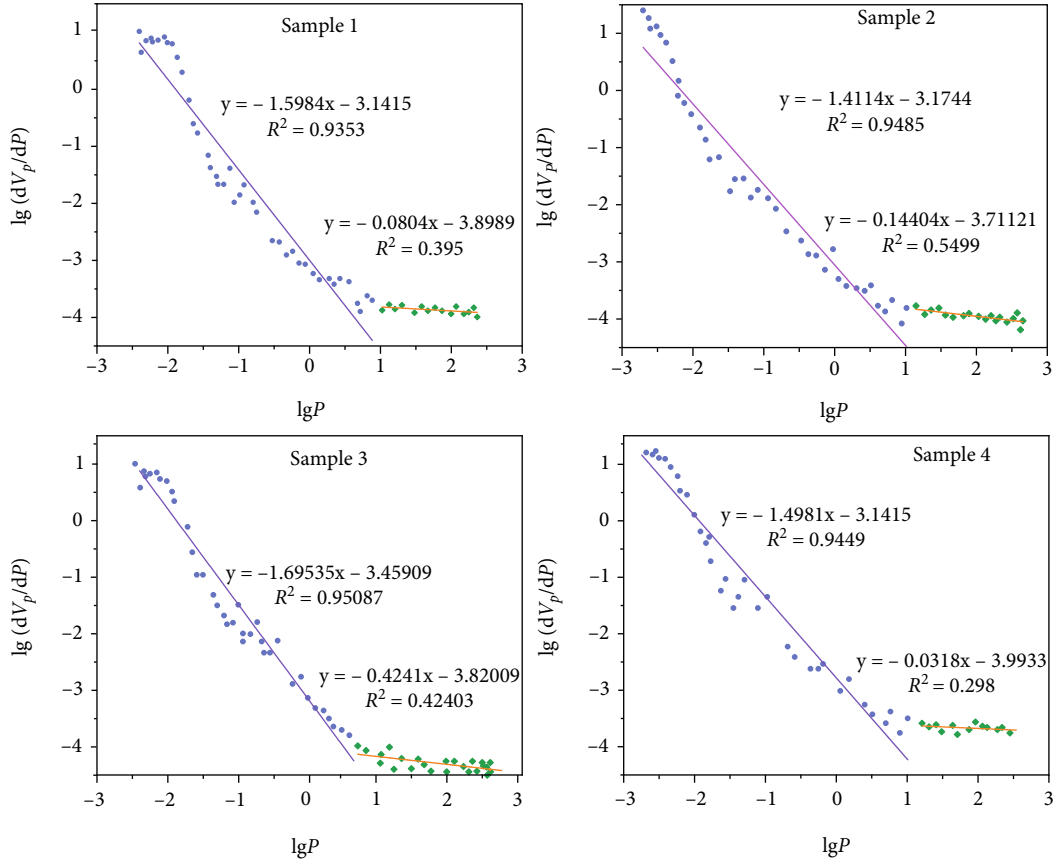 Sample 1
1
0
–1
–2
–3
–4
lg (dVp/dP)
y = – 1.5984x – 3.1415
R² = 0.9353
y = – 0.0804x – 3.8989
R² = 0.395
–3 –2 –1 0 1 2 3
lgP
Sample 2
1
0
–1
–2
–3
–4
lg (dVp/dP)
y = – 1.4114x – 3.1744
R² = 0.9485
y = – 0.14404x – 3.71121
R² = 0.5499
–3 –2 –1 0 1 2 3
lgP
Sample 3
1
0
–1
–2
–3
–4
lg (dVp/dP)
y = –1.69535x – 3.45909
R² = 0.95087
y = – 0.4241x – 3.82009
R² = 0.42403
–3 –2 –1 0 1 2 3
lgP
Sample 4
1
0
–1
–2
–3
–4
lg (dVp/dP)
y = – 1.4981x – 3.1415
R² = 0.9449
y = – 0.0318x – 3.9933
R² = 0.298
–3 –2 –1 0 1 2 3
lgP